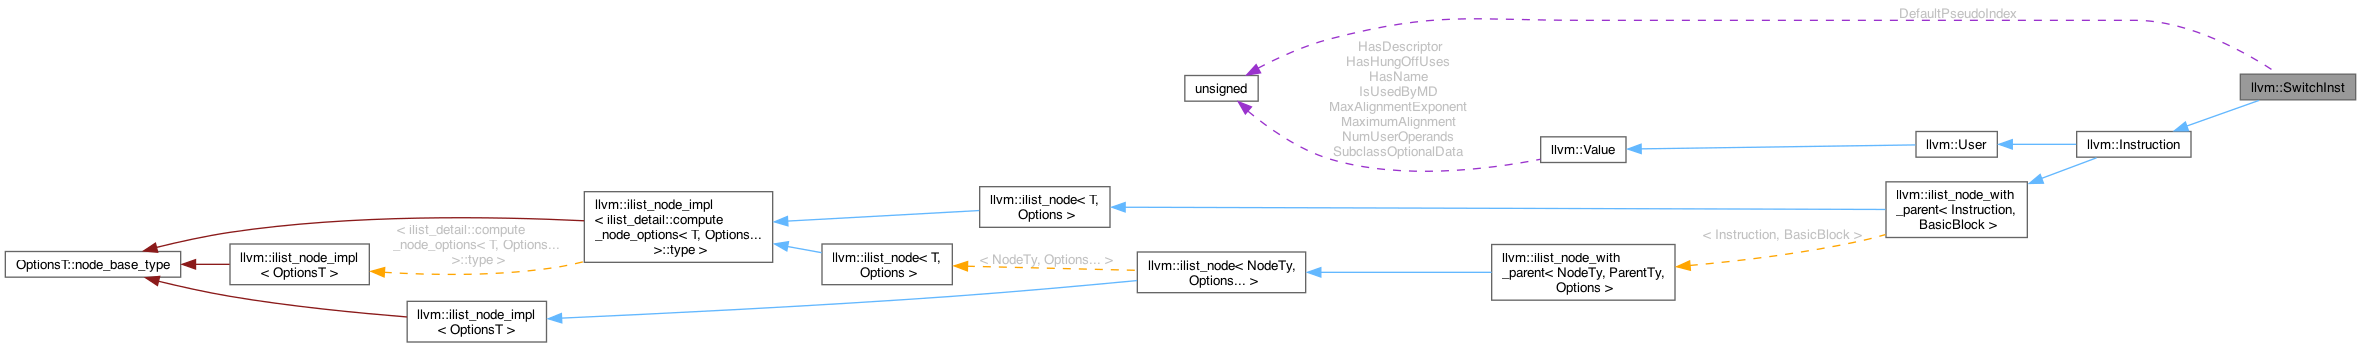 DefaultPseudoIndex
HasDescriptor
HasHungOffUses
HasName
IsUsedByMD
MaxAlignmentExponent
MaximumAlignment
NumUserOperands
SubclassOptionalData
unsigned
llvm::SwitchInst
llvm::Value
llvm::User
llvm::Instruction
llvm::ilist_node_impl
< ilist_detail::compute
_node_options< T, Options...
>::type >
llvm::ilist_node< T,
Options >
llvm::ilist_node_with
_parent< Instruction,
BasicBlock >
< ilist_detail::compute
_node_options< T, Options...
>::type >
OptionsT::node_base_type
llvm::ilist_node_impl
< OptionsT >
llvm::ilist_node< T,
Options >
< NodeTy, Options... >
llvm::ilist_node< NodeTy,
Options... >
llvm::ilist_node_with
_parent< NodeTy, ParentTy,
Options >
< Instruction, BasicBlock >
llvm::ilist_node_impl
< OptionsT >